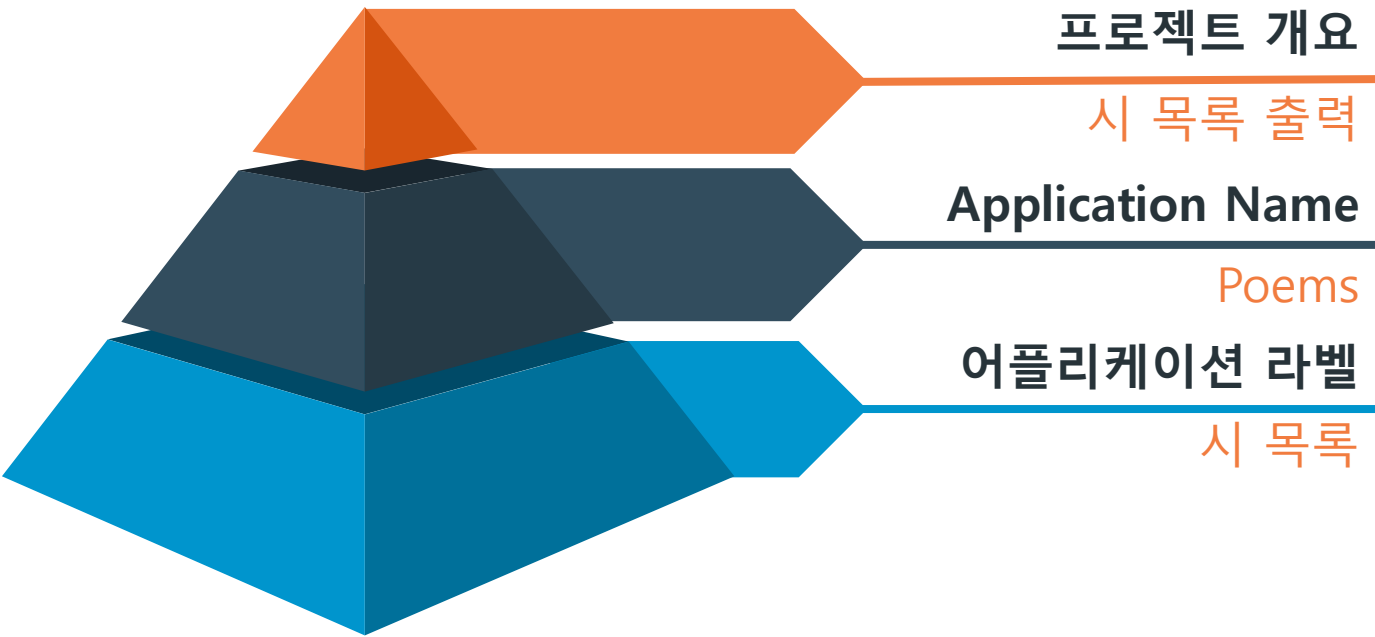 프로젝트 개요
시 목록 출력
Application Name
Poems
어플리케이션 라벨
시 목록